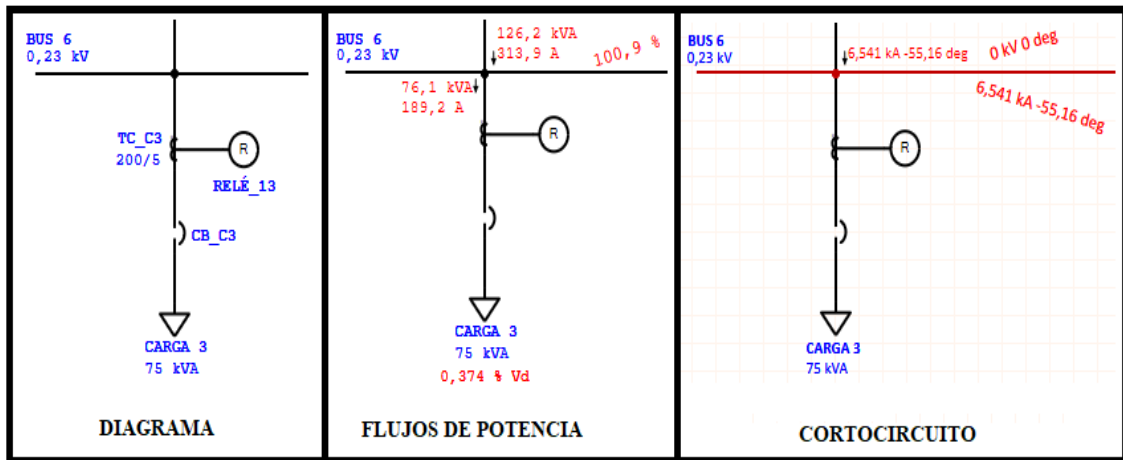 BUS 6
0,23 kV
TC_C3
200/5
R
RELÉ_13
CB_C3
CARGA 3
75 kVA
DIAGRAMA
126,2 kVA
313,9 A
100,9 %
BUS 6
0,23 kV
76,1 kVA
189,2 A
R
CARGA 3
75 kVA
0,374 % Vd
FLUJOS DE POTENCIA
BUS 6
0,23 kV
6,541 kA -55,16 deg
0 kV 0 deg
6,541 kA -55,16 deg
R
CARGA 3
75 kVA
CORTOCIRCUITO